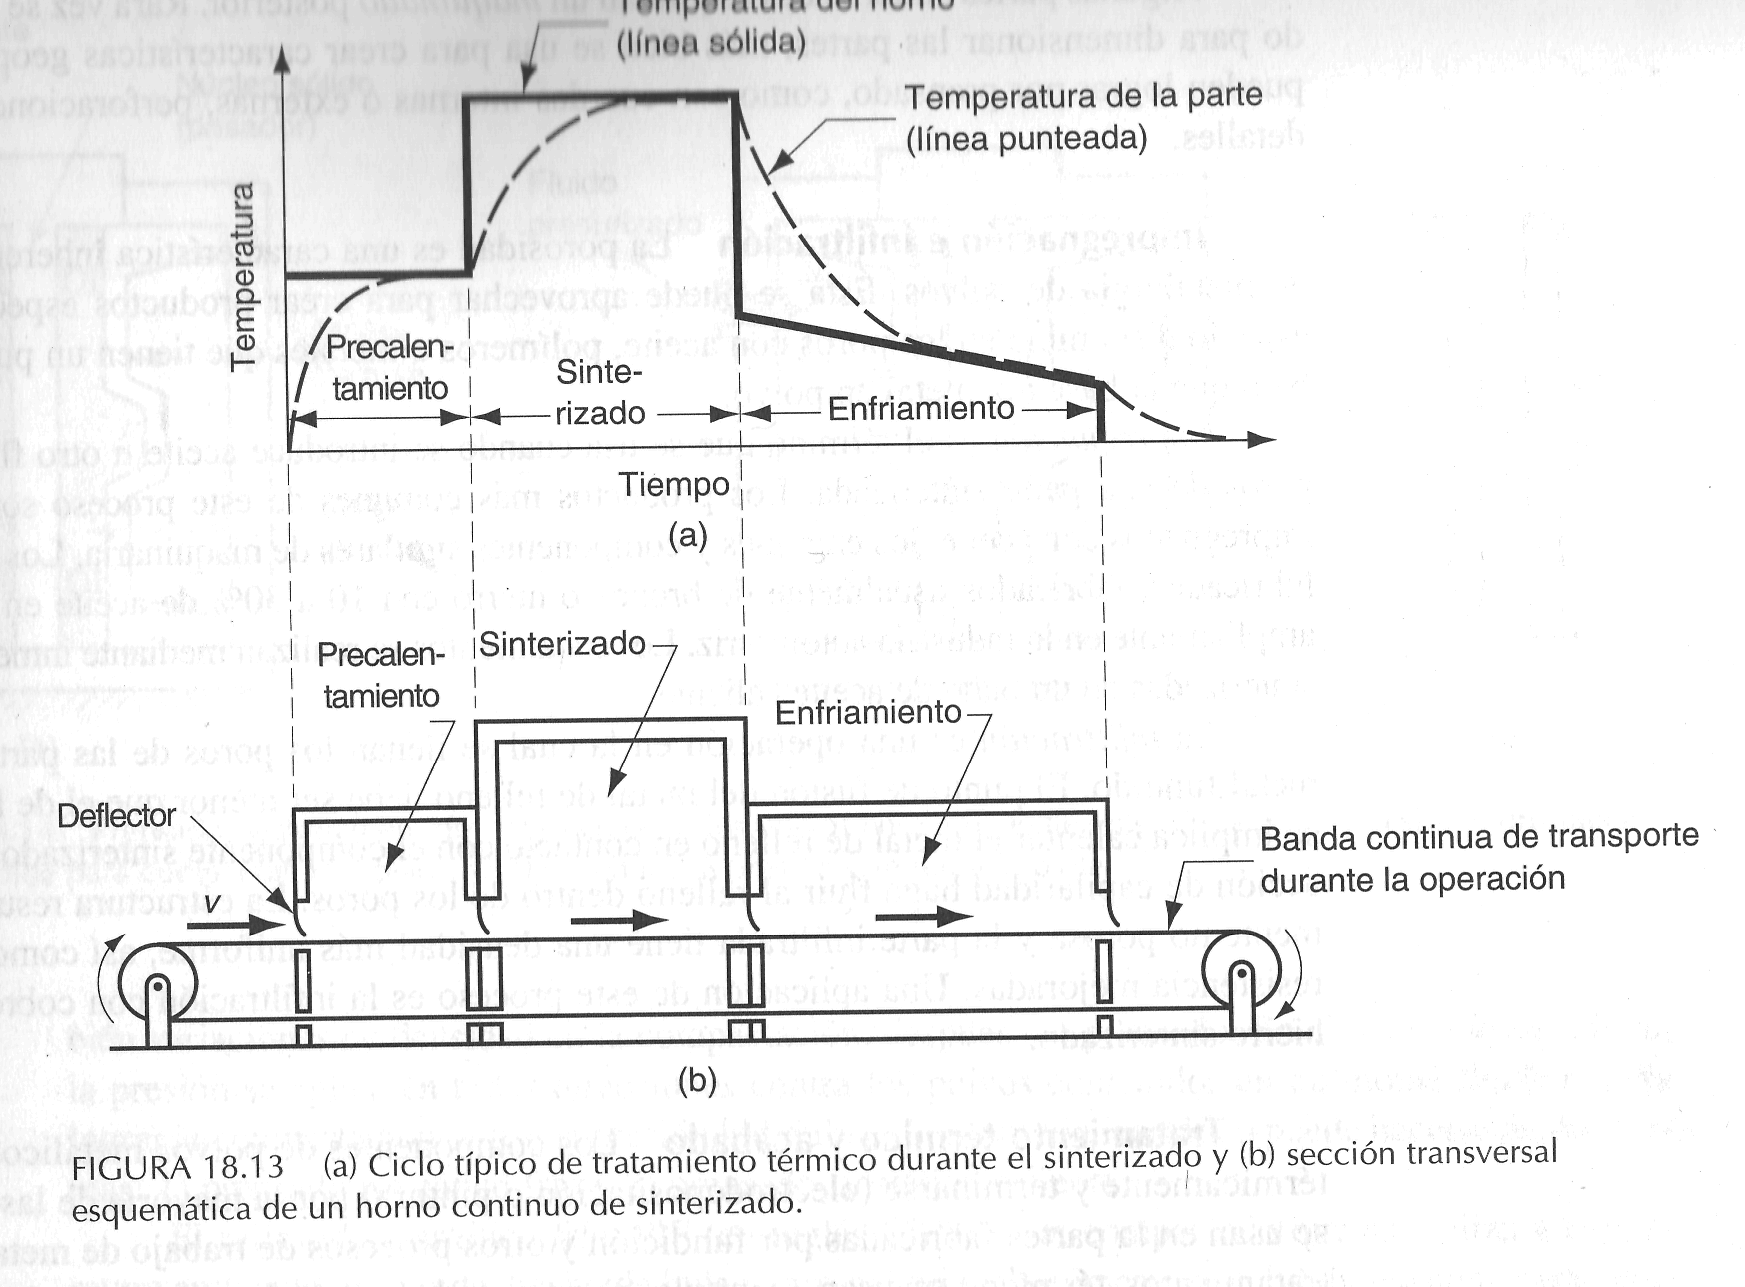 Temperatura del horno
(línea sólida)
Temperatura de la parte
(línea punteada)
Temperatura
Precalen-
tamiento
Sinte-
rizado
Enfriamiento
Tiempo
(a)
Precalen-
tamiento
Sinterizado
Enfriamiento
Deflector
v
Banda continua de transporte
durante la operación
(b)
FIGURA 18.13 (a) Ciclo típico de tratamiento térmico durante el sinterizado y (b) sección transversal
esquemática de un horno continuo de sinterizado.